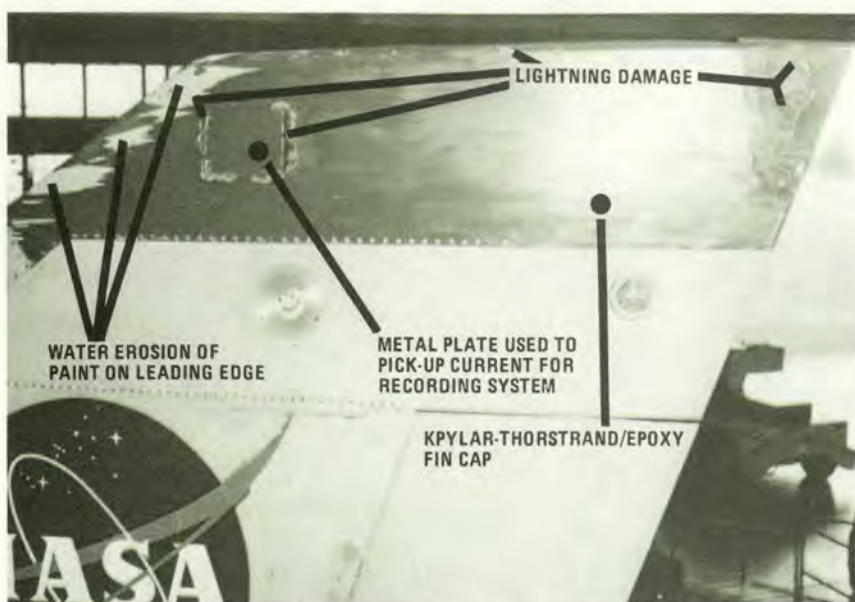 LIGHTNING DAMAGE
WATER EROSION OF
PAINT ON LEADING EDGE
METAL PLATE USED TO
PICK-UP CURRENT FOR
RECORDING SYSTEM
KPYLAR-THORSTRAND/EPOXY
FIN CAP
NASA